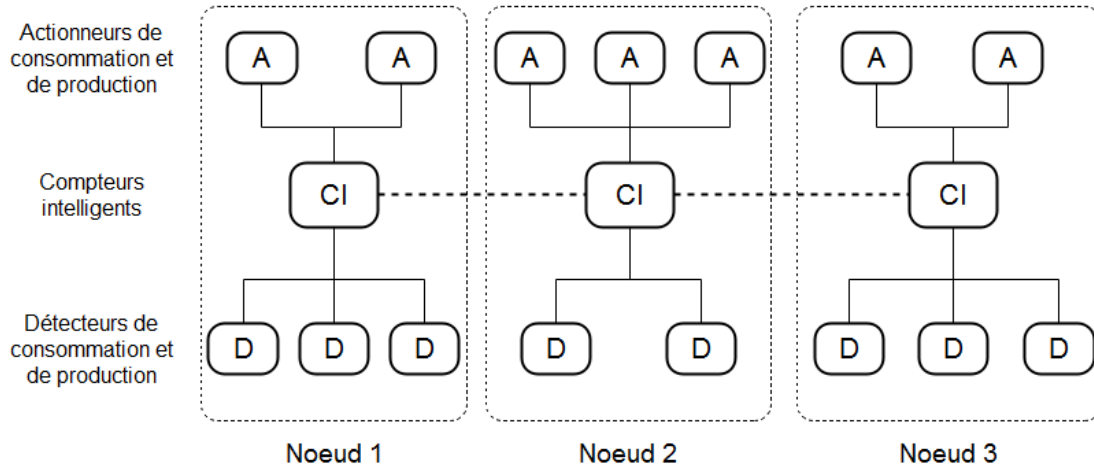 Actionneurs de
consommation et
de production
A
A
A
A
A
A
A
Compteurs
intelligents
CI
CI
CI
Détecteurs de
consommation et
de production
D
D
D
D
D
D
D
D
Noeud 1
Noeud 2
Noeud 3